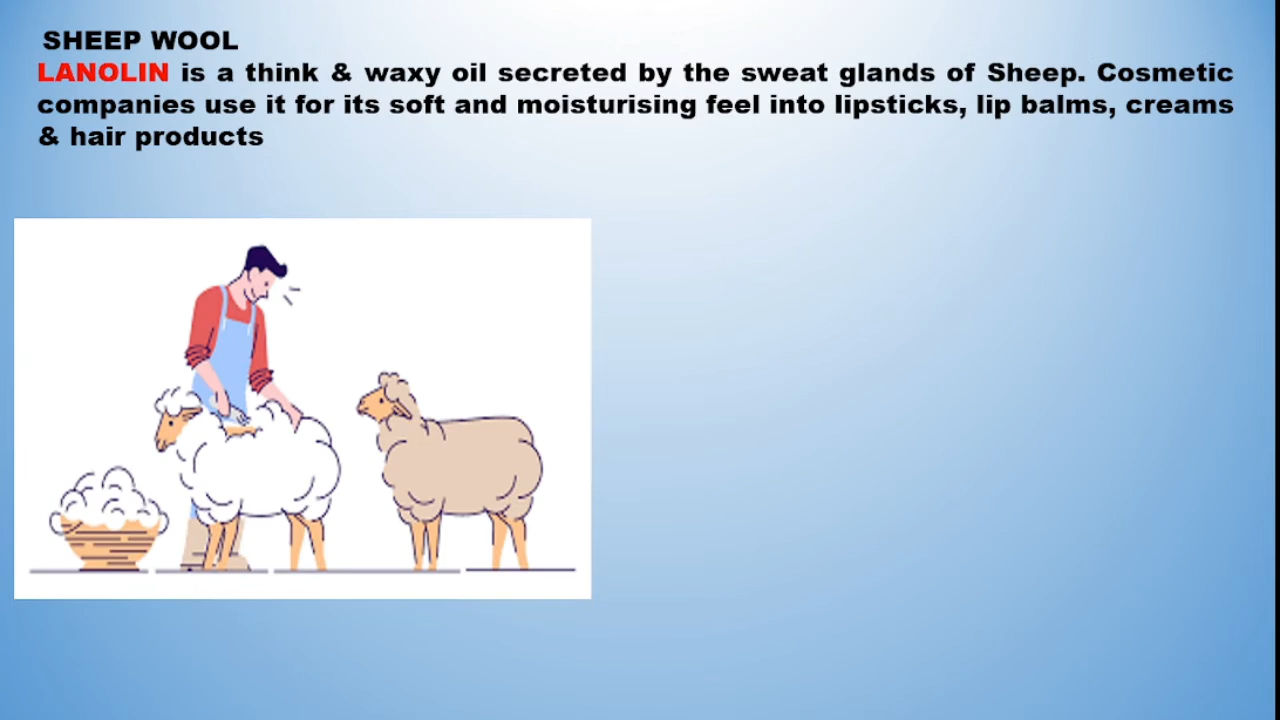 SHEEP WOOL
LANOLIN is a think & waxy oil secreted by the sweat glands of Sheep. Cosmetic
companies use it for its soft and moisturising feel into lipsticks, lip balms, creams
& hair products